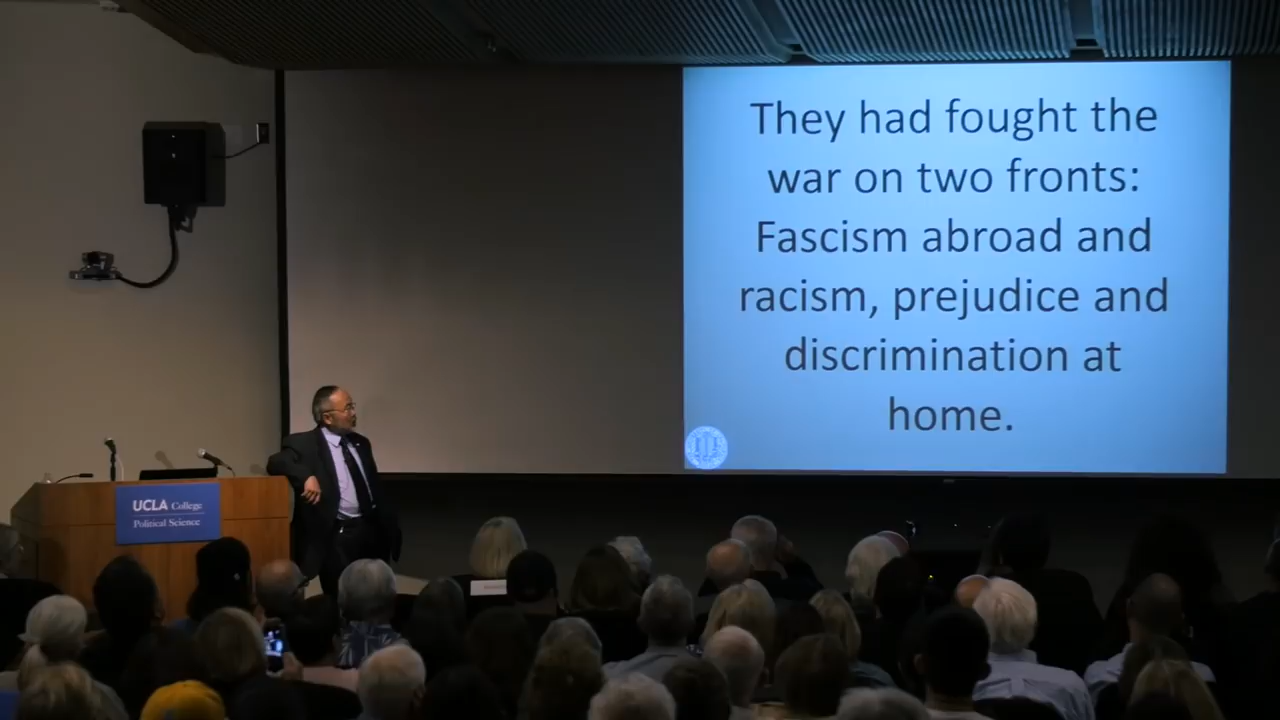 They had fought the
war on two fronts:
Fascism abroad and
racism, prejudice and
discrimination at
home.
UCLA College
Political Science